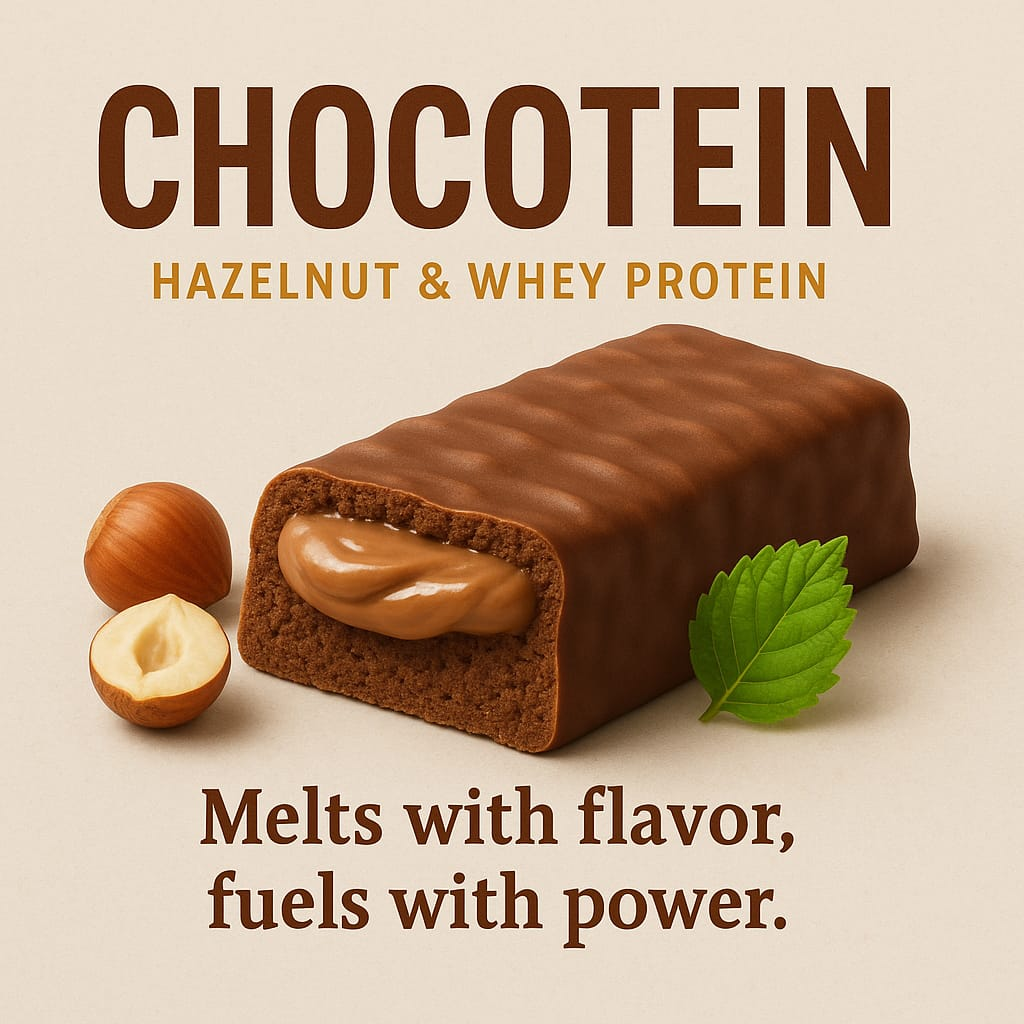 CHOCOTEIN
HAZELNUT & WHEY PROTEIN
Melts with flavor,
fuels with power.